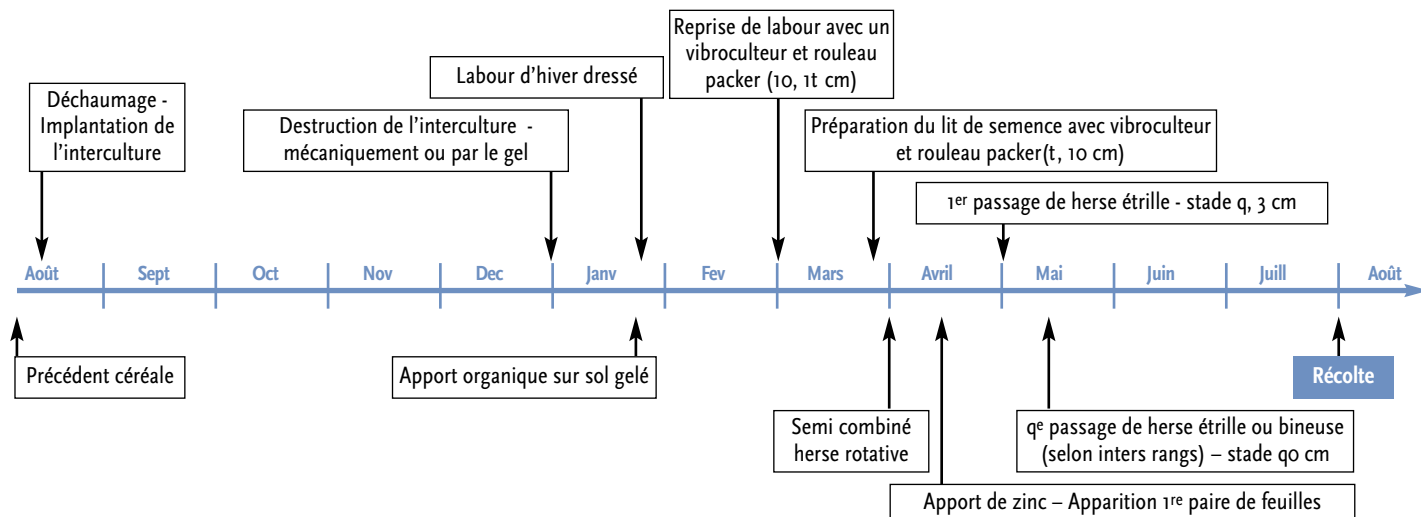 Déchaumage -
Implantation de
l'interculture
Destruction de l'interculture -
mécaniquement ou par le gel
Labour d'hiver dressé
Reprise de labour avec un
vibroculteur et rouleau
packer (10, 1t cm)
Préparation du lit de semence avec vibroculteur
et rouleau packer(t, 10 cm)
1er passage de herse étrille - stade q, 3 cm
Août Sept Oct Nov Dec Janv Fev Mars Avril Mai Juin Juill Août
Précédent céréale
Apport organique sur sol gelé
Semi combiné
herse rotative
Apport de zinc – Apparition 1re paire de feuilles
qe passage de herse étrille ou bineuse
(selon inters rangs) – stade q0 cm
Récolte